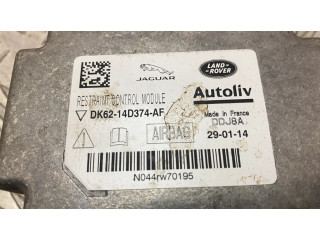 JAGUAR
LAND
ROVER
RESTRAINT CONTROL MODULE
Autoliv
DK62-14D374-AF
Made in France
DDJBA
AIRBAG
29-01-14
N044rw70195